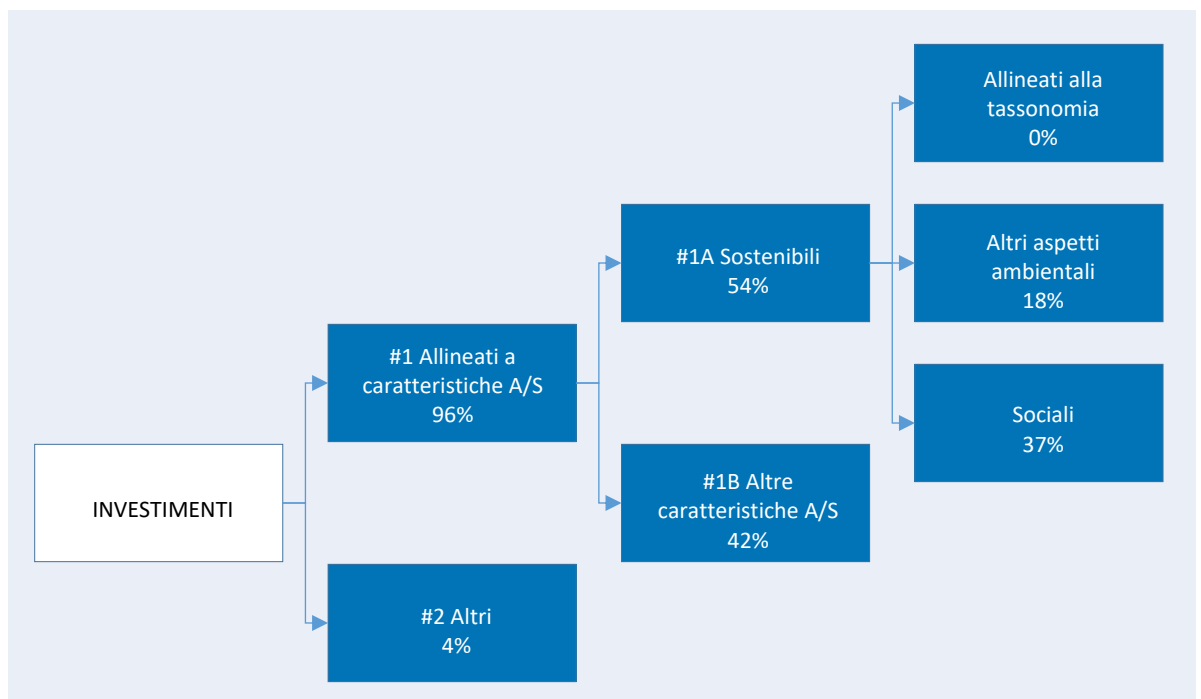 INVESTIMENTI
#1 Allineati a
caratteristiche A/S
96%
#2 Altri
4%
#1A Sostenibili
54%
#1B Altre
caratteristiche A/S
42%
Allineati alla
tassonomia
0%
Altri aspetti
ambientali
18%
Sociali
37%